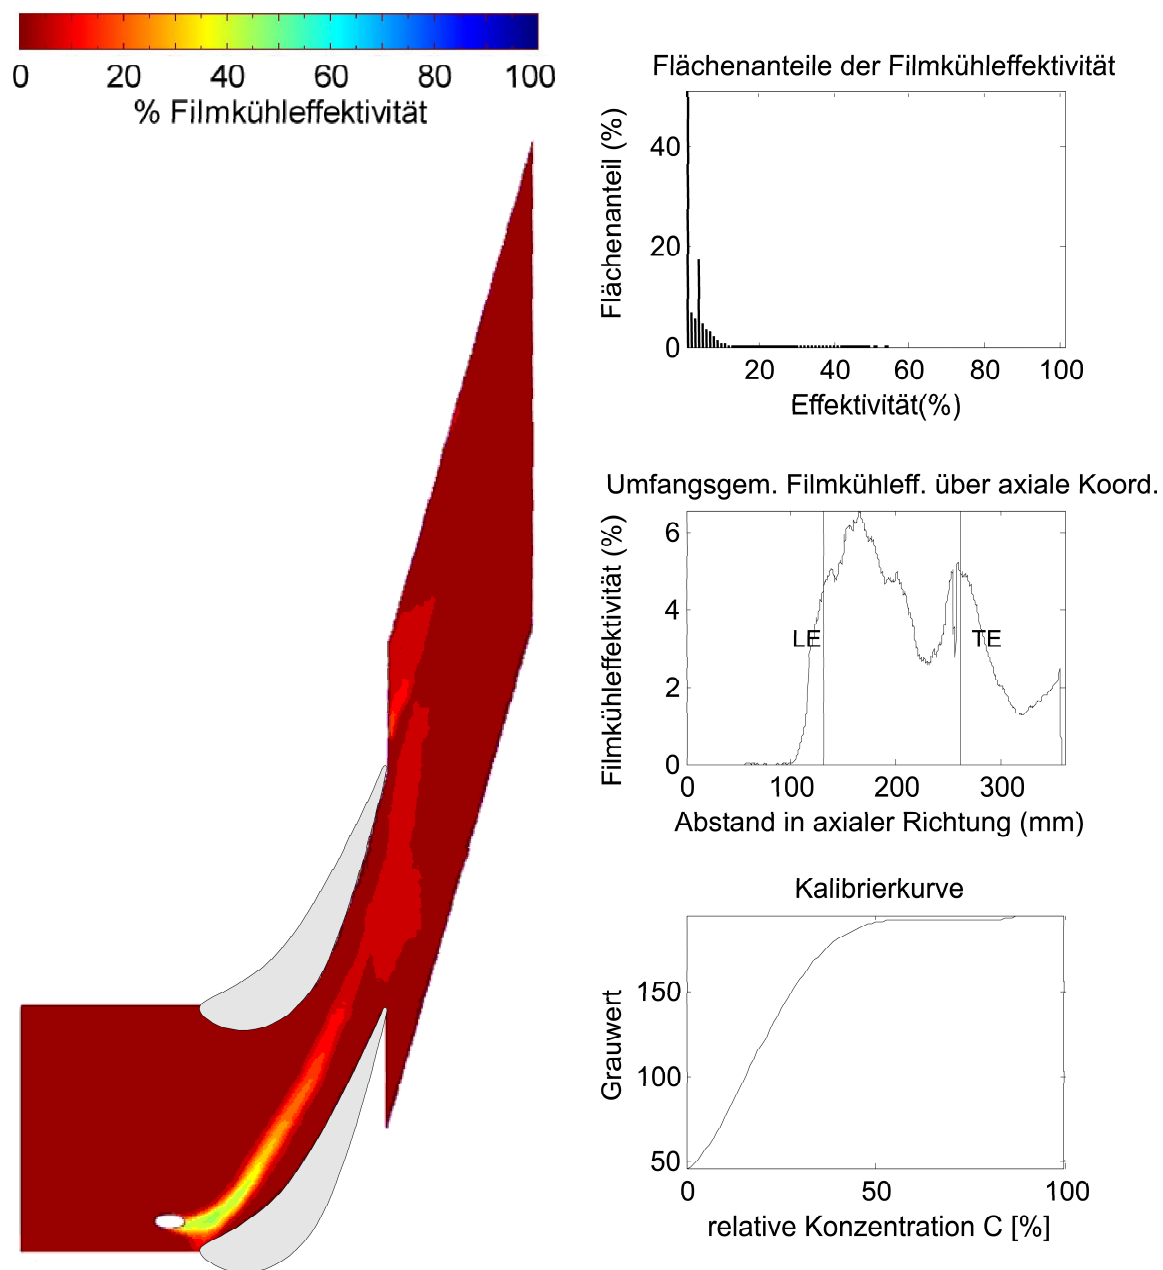 0 20 40 60 80 100
% Filmkühleffektivität
Flächenanteile der Filmkühleffektivität
Flächenanteil (%)
40
20
0
20 40 60 80 100
Effektivität(%)
Umfangsgem. Filmkühleff. über axiale Koord.
Filmkühleffektivität (%)
6
4
2
0
LE TE
0 100 200 300
Abstand in axialer Richtung (mm)
Kalibrierkurve
Grauwert
150
100
50
0 50 100
relative Konzentration C [%]